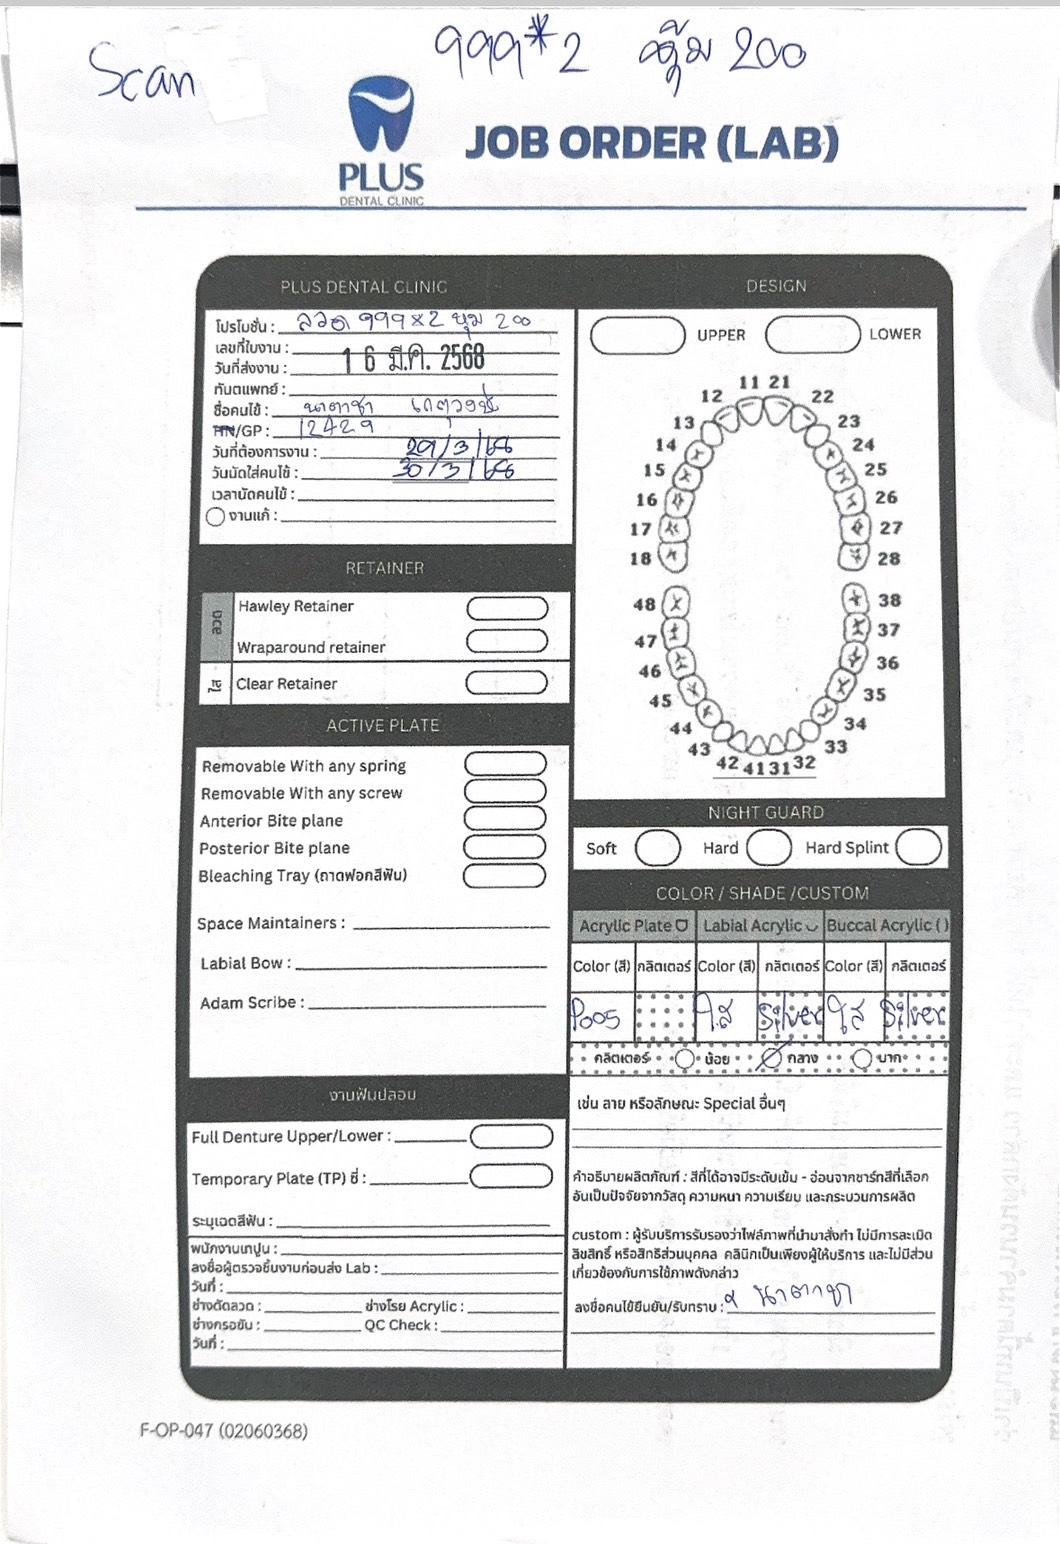 Scan
999*2 200
PLUS
DENTAL CLINIC
JOB ORDER (LAB)
PLUS DENTAL CLINIC
โปรโมชั่น : ลวด 999x2 200
เลขที่ใบงาน :
วันที่ส่งงาน : 16 มี.ค. 2568
ทันตแพทย์ :
ชื่อคนไข้ : นาตาชา
HN/GP : 12429
วันที่ต้องการงาน : 29/3/68
วันนัดใส่คนไข้ : 30/3/68
เวลานัดคนไข้ :
งานแก้ :
DESIGN
UPPER LOWER
11 21
12 22
13 23
14 24
15 25
16 26
17 27
18 28
48 38
47 37
46 36
45 35
44 34
43 33
42 41 31 32
RETAINER
ลวด
Hawley Retainer
Wraparound retainer
ใส
Clear Retainer
ACTIVE PLATE
Removable With any spring
Removable With any screw
Anterior Bite plane
Posterior Bite plane
Bleaching Tray (ถาดฟอกสีฟัน)
Space Maintainers :
Labial Bow :
Adam Scribe :
NIGHT GUARD
Soft Hard Hard Splint
COLOR / SHADE /CUSTOM
Acrylic Plate Labial Acrylic Buccal Acrylic ( )
Color (สี) กลิตเตอร์ Color (สี) กลิตเตอร์ Color (สี) กลิตเตอร์
P005 ใส Silver ใส Silver
กลิตเตอร์ น้อย กลาง มาก
เช่น ลาย หรือลักษณะ Special อื่นๆ
คำอธิบายผลิตภัณฑ์ : สีที่ได้อาจมีระดับเข้ม - อ่อนจากชาร์ทสีที่เลือก
อันเป็นปัจจัยจากวัสดุ ความหนา ความเรียบ และกระบวนการผลิต
custom : ผู้รับบริการรับรองว่าไฟล์ภาพที่นำมาสั่งทำ ไม่มีการละเมิด
ลิขสิทธิ์ หรือสิทธิส่วนบุคคล คลินิกเป็นเพียงผู้ให้บริการ และไม่มีส่วน
เกี่ยวข้องกับการใช้ภาพดังกล่าว
ลงชื่อคนไข้ยืนยัน/รับทราบ : นาตาชา
งานฟันปลอม
Full Denture Upper/Lower :
Temporary Plate (TP) ซี่ :
ระบุเฉดสีฟัน :
พนักงานเทปูน :
ลงชื่อผู้ตรวจชิ้นงานก่อนส่ง Lab :
วันที่ :
ช่างดัดลวด : ช่างโรย Acrylic :
ช่างกรอขัน : QC Check :
วันที่ :
F-OP-047 (02060368)